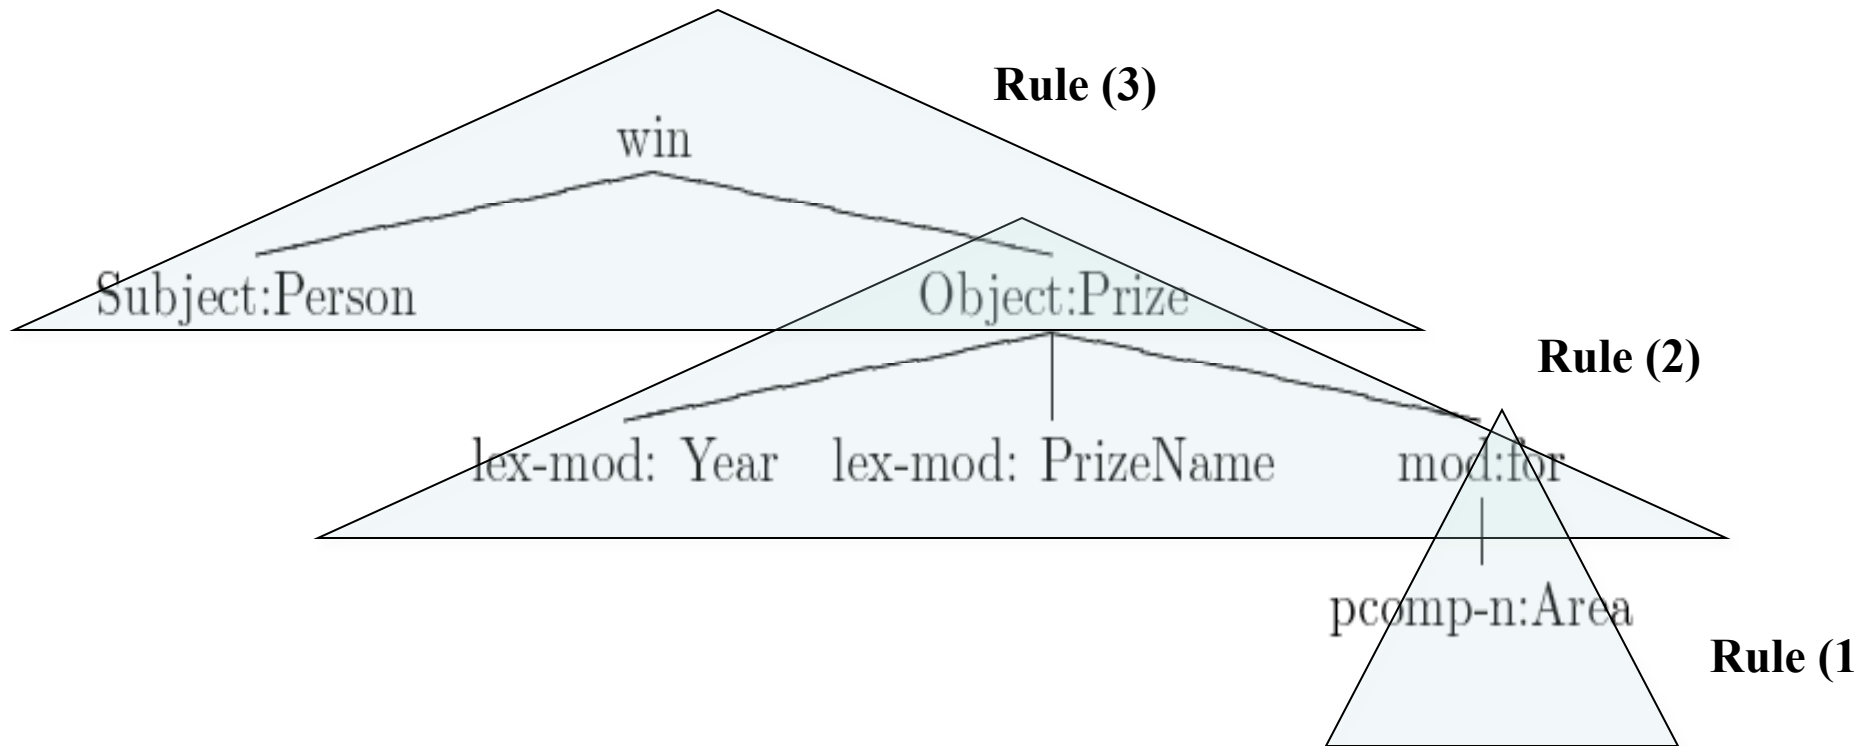 Rule (3)
win
Subject:Person Object:Prize
Rule (2)
lex-mod: Year lex-mod: PrizeName mod:for
pcomp-n:Area
Rule (1